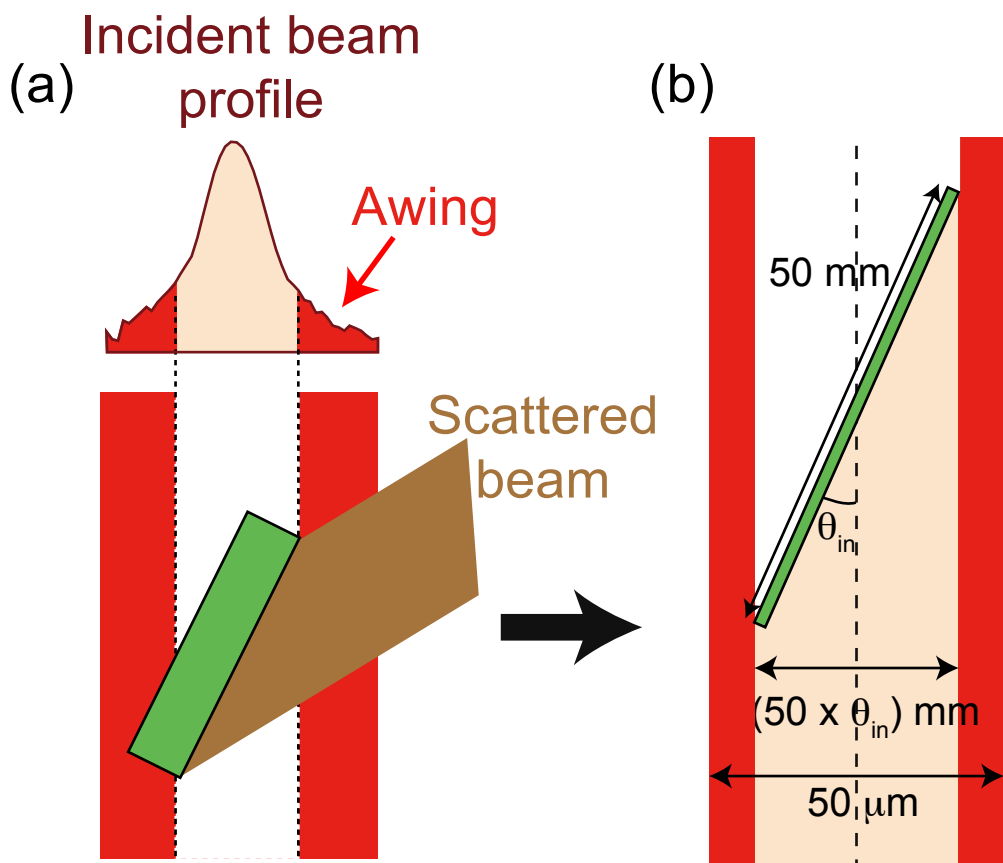 (a)
Incident beam
profile
Awing
Scattered
beam
(b)
50 mm
θin
(50 x θin) mm
50 μm